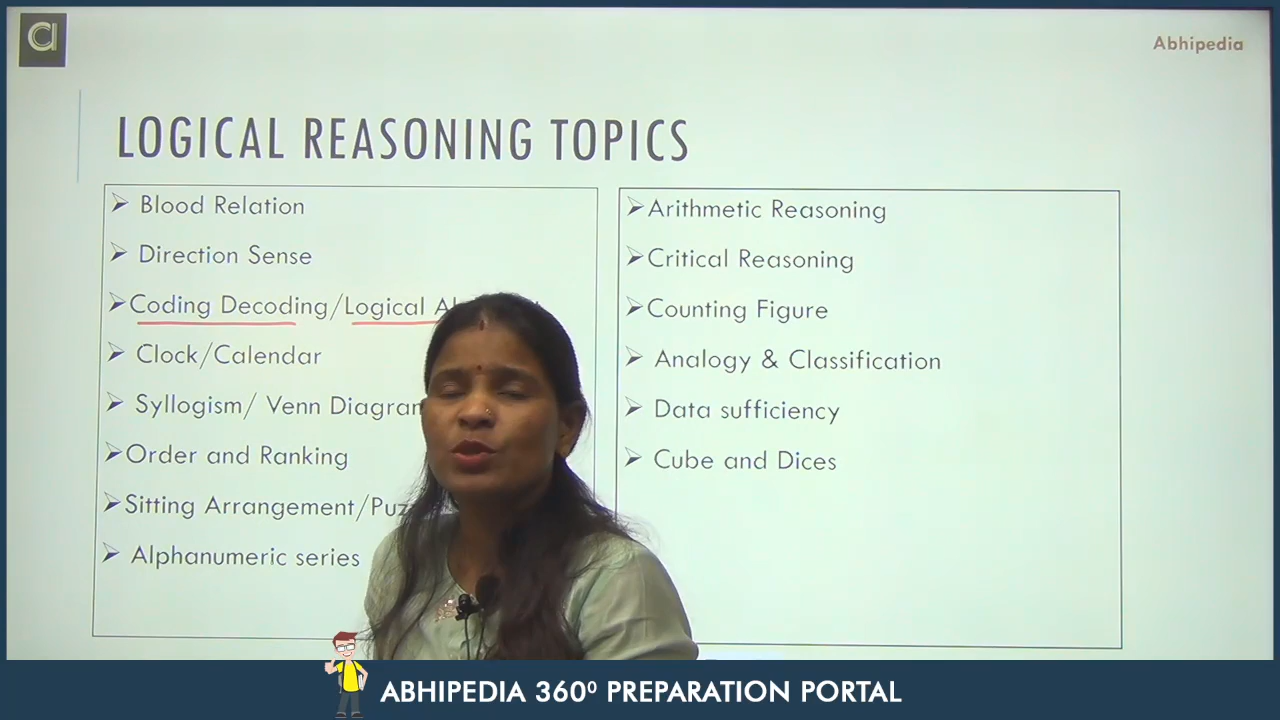 Abhipedia
LOGICAL REASONING TOPICS
Blood Relation
Direction Sense
Coding Decoding/Logical
Clock/Calendar
Syllogism/ Venn
Order and Ranking
Sitting Arrangement/
Alphanumeric series
Arithmetic Reasoning
Critical Reasoning
Counting Figure
Analogy & Classification
Data sufficiency
Cube and Dices
ABHIPEDIA 360⁰ PREPARATION PORTAL